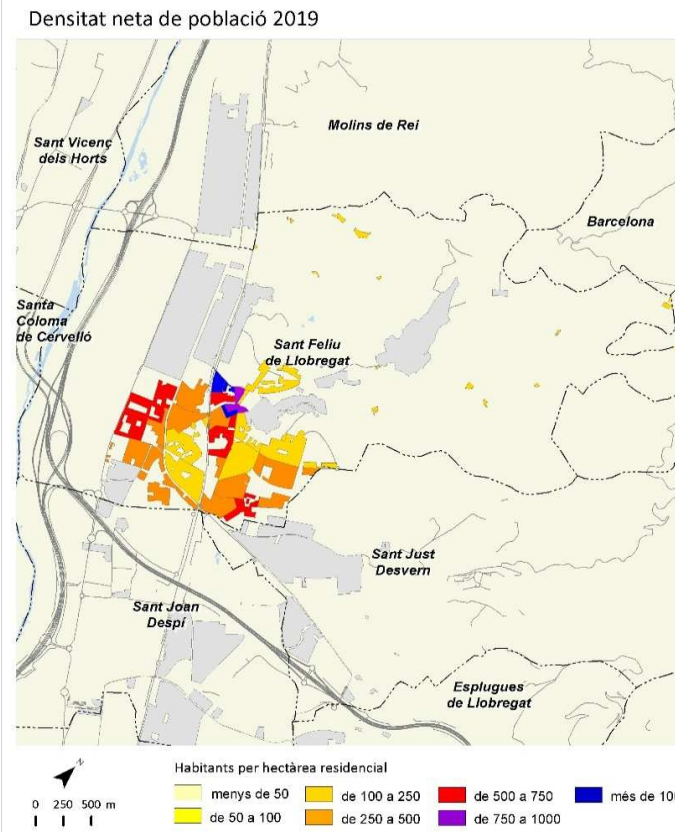 Densitat neta de població 2019
Molins de Rei
Sant Vicenç
dels Horts
Barcelona
Santa
Coloma
de Cervelló
Sant Feliu
de Llobregat
Sant Just
Desvern
Sant Joan
Despí
Esplugues
de Llobregat
N
0 250 500 m
Habitants per hectàrea residencial
menys de 50
de 50 a 100
de 100 a 250
de 250 a 500
de 500 a 750
de 750 a 1000
més de 10